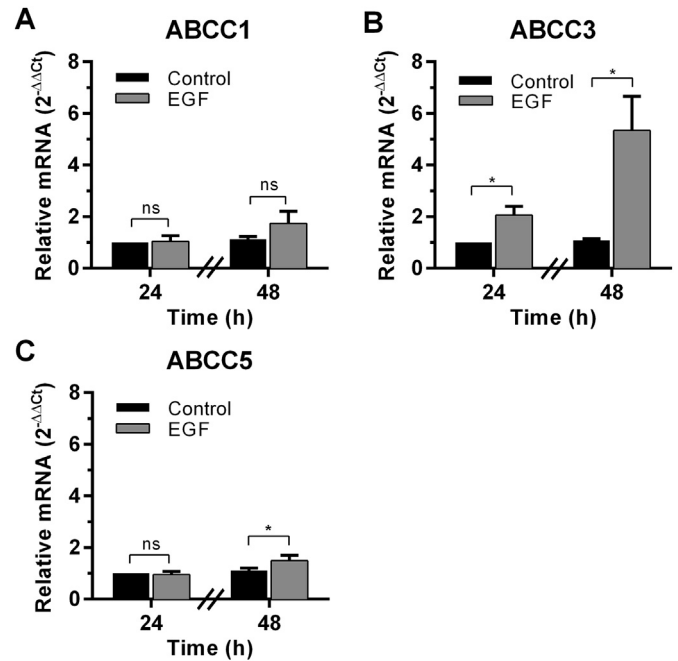 A
ABCC1
Relative mRNA (2-ΔΔCt)
8
6
4
2
0
Control
EGF
ns
ns
24
48
Time (h)
B
ABCC3
Relative mRNA (2-ΔΔCt)
8
6
4
2
0
Control
EGF
*
*
24
48
Time (h)
C
ABCC5
Relative mRNA (2-ΔΔCt)
8
6
4
2
0
Control
EGF
ns
*
24
48
Time (h)